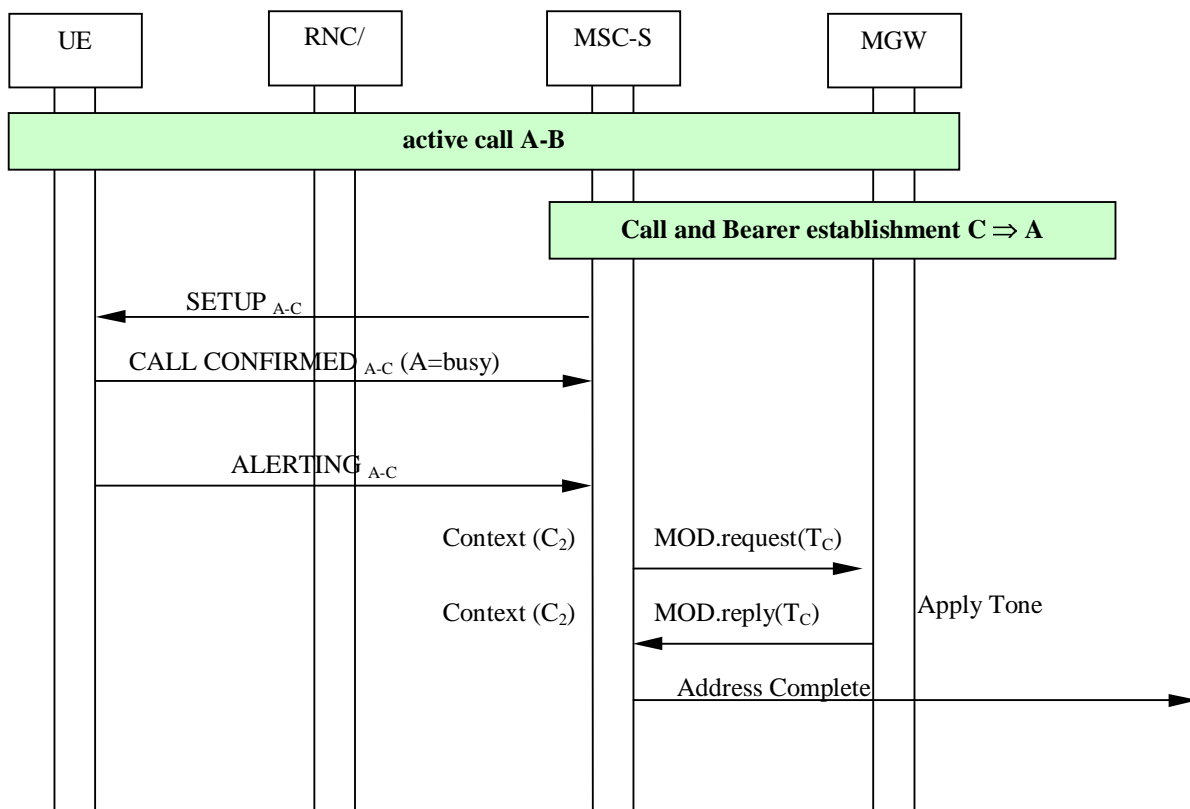 UE
RNC/
MSC-S
MGW
active call A-B
Call and Bearer establishment C ⇒ A
SETUP A-C
CALL CONFIRMED A-C (A=busy)
ALERTING A-C
Context (C2) MOD.request(TC)
Context (C2) MOD.reply(TC) Apply Tone
Address Complete